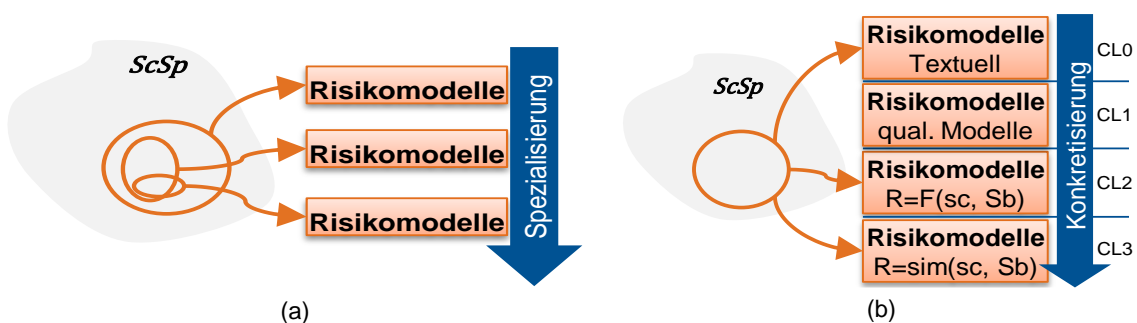 ScSp
Risikomodelle
Risikomodelle
Risikomodelle
Spezialisierung
(a)
ScSp
Risikomodelle
Textuell
CL0
Risikomodelle
qual. Modelle
CL1
Risikomodelle
R=F(sc, Sb)
CL2
Risikomodelle
R=sim(sc, Sb)
CL3
Konkretisierung
(b)